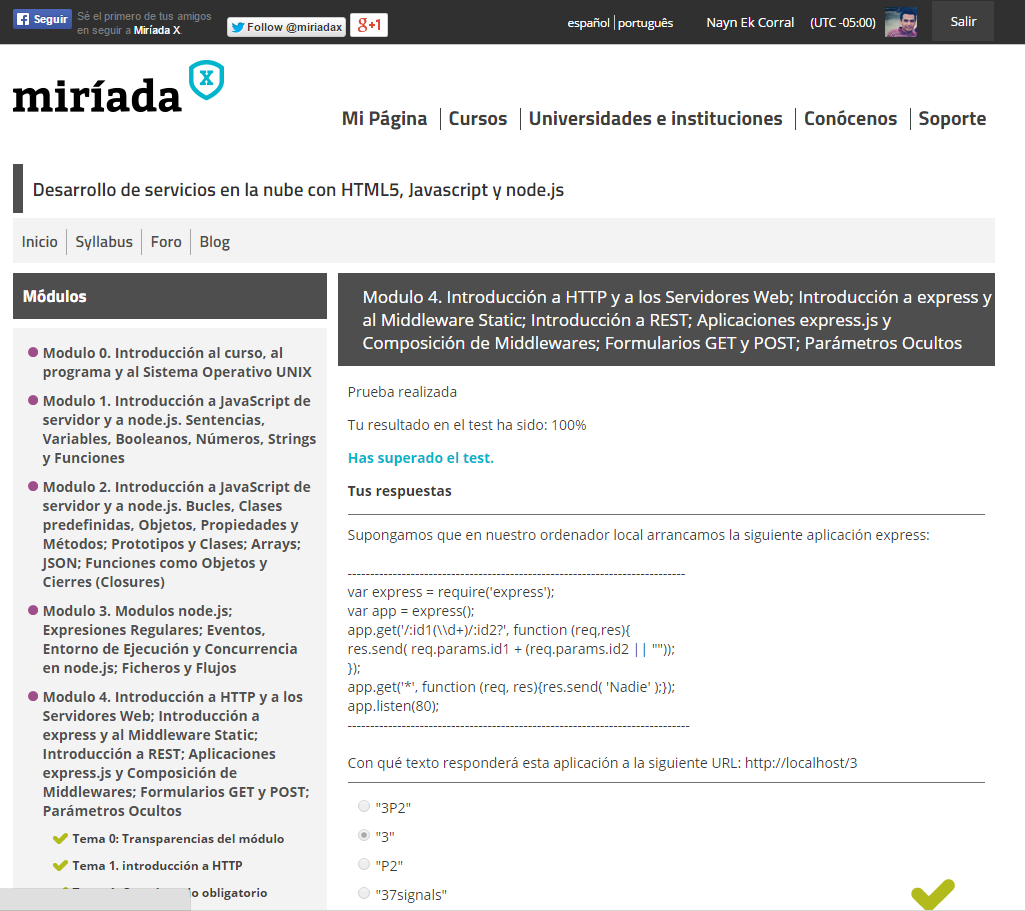 Seguir
Sé el primero de tus amigos
en seguir a Miríada X.
Follow @miriadax
g+1
español | português
Nayn Ek Corral
(UTC -05:00)
Salir
miríada X
Mi Página | Cursos | Universidades e instituciones | Conócenos | Soporte
Desarrollo de servicios en la nube con HTML5, Javascript y node.js
Inicio | Syllabus | Foro | Blog
Módulos
Modulo 0. Introducción al curso, al
programa y al Sistema Operativo UNIX
Modulo 1. Introducción a JavaScript de
servidor y a node.js. Sentencias,
Variables, Booleanos, Números, Strings
y Funciones
Modulo 2. Introducción a JavaScript de
servidor y a node.js. Bucles, Clases
predefinidas, Objetos, Propiedades y
Métodos; Prototipos y Clases; Arrays;
JSON; Funciones como Objetos y
Cierres (Closures)
Modulo 3. Modulos node.js;
Expresiones Regulares; Eventos,
Entorno de Ejecución y Concurrencia
en node.js; Ficheros y Flujos
Modulo 4. Introducción a HTTP y a los
Servidores Web; Introducción a
express y al Middleware Static;
Introducción a REST; Aplicaciones
express.js y Composición de
Middlewares; Formularios GET y POST;
Parámetros Ocultos
Tema 0: Transparencias del módulo
Tema 1. introducción a HTTP
obligatorio
Modulo 4. Introducción a HTTP y a los Servidores Web; Introducción a express y
al Middleware Static; Introducción a REST; Aplicaciones express.js y
Composición de Middlewares; Formularios GET y POST; Parámetros Ocultos
Prueba realizada
Tu resultado en el test ha sido: 100%
Has superado el test.
Tus respuestas
Supongamos que en nuestro ordenador local arrancamos la siguiente aplicación express:
---------------------------------------------------------------------------
var express = require('express');
var app = express();
app.get('/:id1(\\d+)/:id2?', function (req,res){
res.send( req.params.id1 + (req.params.id2 || ""));
});
app.get('*', function (req, res){res.send( 'Nadie' );});
app.listen(80);
----------------------------------------------------------------------------
Con qué texto responderá esta aplicación a la siguiente URL: http://localhost/3
"3P2"
"3"
"P2"
"37signals"